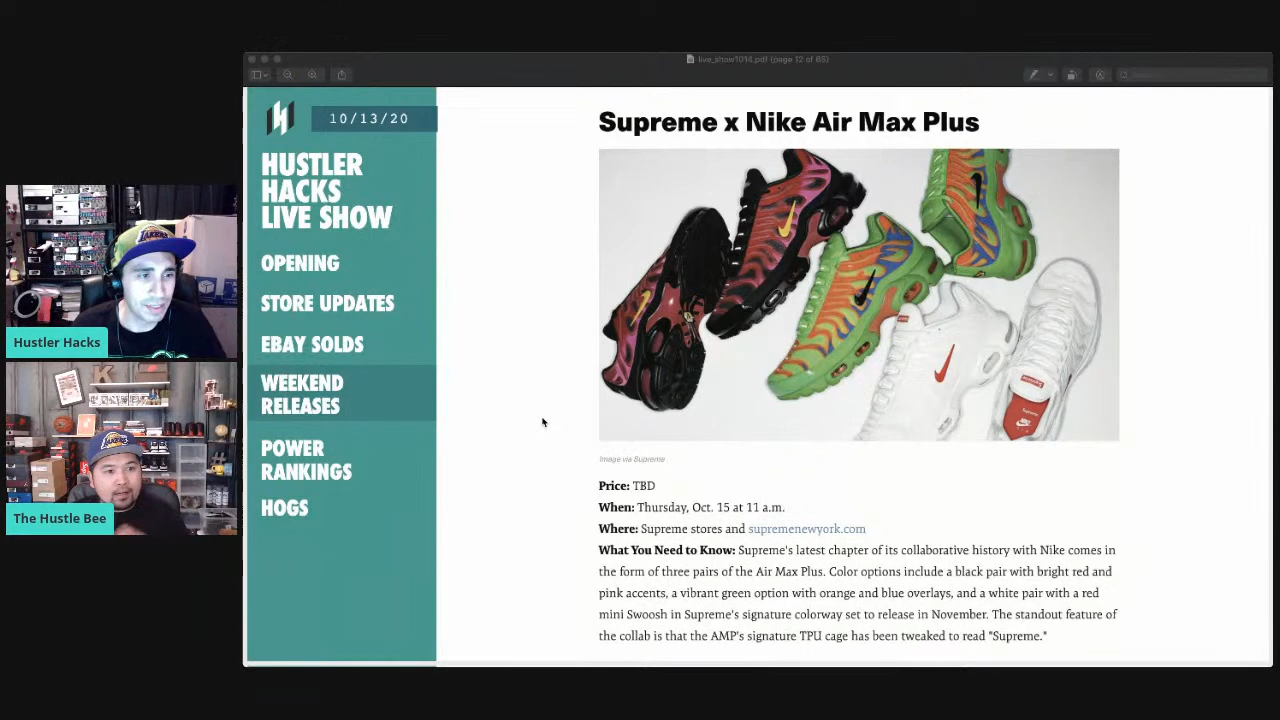 live_show1014.pdf (page 12 of 65)
10/13/20
HUSTLER
HACKS
LIVE SHOW
OPENING
STORE UPDATES
EBAY SOLDS
WEEKEND
RELEASES
POWER
RANKINGS
HOGS
Hustler Hacks
The Hustle Bee
Supreme x Nike Air Max Plus
Image via Supreme
Price: TBD
When: Thursday, Oct. 15 at 11 a.m.
Where: Supreme stores and supremenewyork.com
What You Need to Know: Supreme's latest chapter of its collaborative history with Nike comes in
the form of three pairs of the Air Max Plus. Color options include a black pair with bright red and
pink accents, a vibrant green option with orange and blue overlays, and a white pair with a red
mini Swoosh in Supreme's signature colorway set to release in November. The standout feature of
the collab is that the AMP's signature TPU cage has been tweaked to read "Supreme."